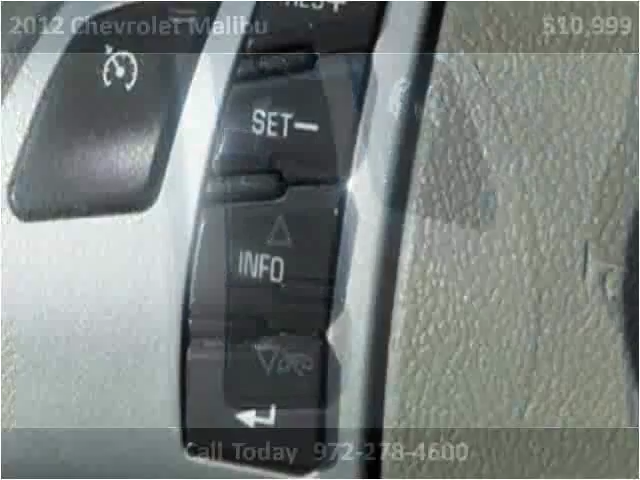 2012 Chevrolet Malibu $10,999
SET−
INFO
Call Today 972-278-4600